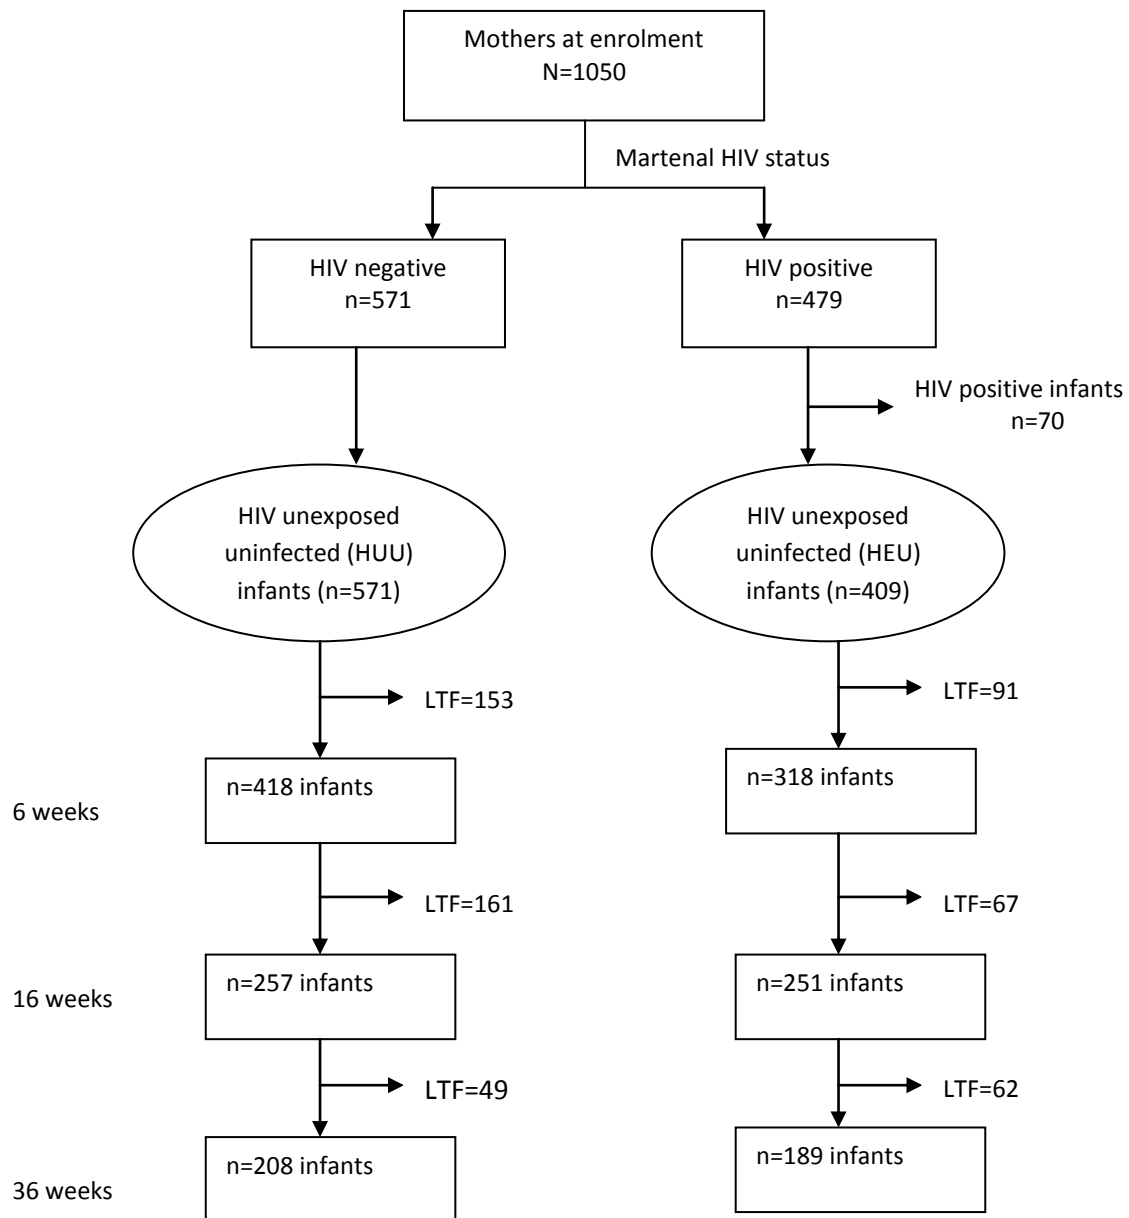 Mothers at enrolment
N=1050
Martenal HIV status
HIV negative
n=571
HIV positive
n=479
HIV positive infants
n=70
HIV unexposed
uninfected (HUU)
infants (n=571)
HIV unexposed
uninfected (HEU)
infants (n=409)
LTF=153
LTF=91
6 weeks
n=418 infants
n=318 infants
LTF=161
LTF=67
16 weeks
n=257 infants
n=251 infants
LTF=49
LTF=62
36 weeks
n=208 infants
n=189 infants